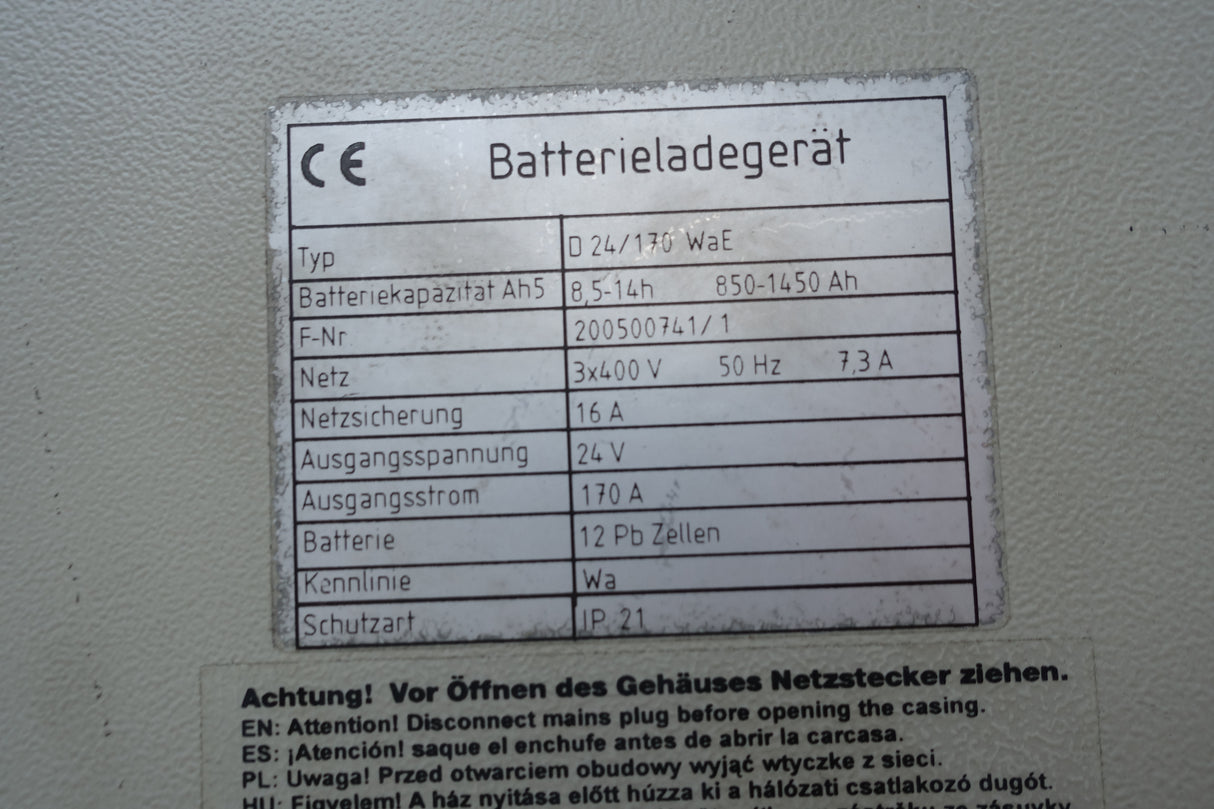 CE Batterieladegerät
Typ D 24/170 WaE
Batteriekapazität Ah5 8,5-14h 850-1450 Ah
F-Nr 200500741/1
Netz 3x400 V 50 Hz 7,3 A
Netzsicherung 16 A
Ausgangsspannung 24 V
Ausgangsstrom 170 A
Batterie 12 Pb Zellen
Kennlinie Wa
Schutzart IP 21
Achtung! Vor Öffnen des Gehäuses Netzstecker ziehen.
EN: Attention! Disconnect mains plug before opening the casing.
ES: ¡Atención! saque el enchufe antes de abrir la carcasa.
PL: Uwaga! Przed otwarciem obudowy wyjąć wtyczke z sieci.
HU: Figyelem! A ház nyitása előtt húzza ki a hálózati csatlakozó dugót.